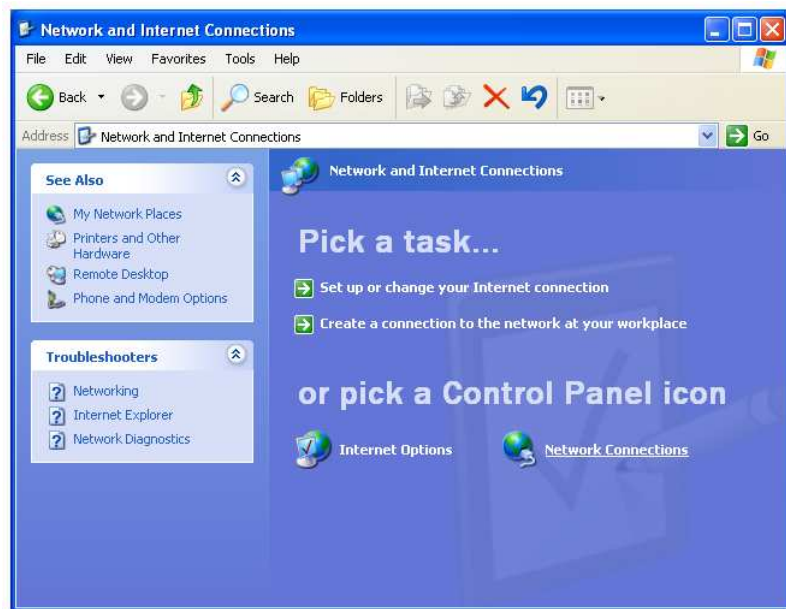 Network and Internet Connections
File Edit View Favorites Tools Help
Back Search Folders
Address Network and Internet Connections Go
See Also
My Network Places
Printers and Other
Hardware
Remote Desktop
Phone and Modem Options
Troubleshooters
Networking
Internet Explorer
Network Diagnostics
Network and Internet Connections
Pick a task...
Set up or change your Internet connection
Create a connection to the network at your workplace
or pick a Control Panel icon
Internet Options Network Connections